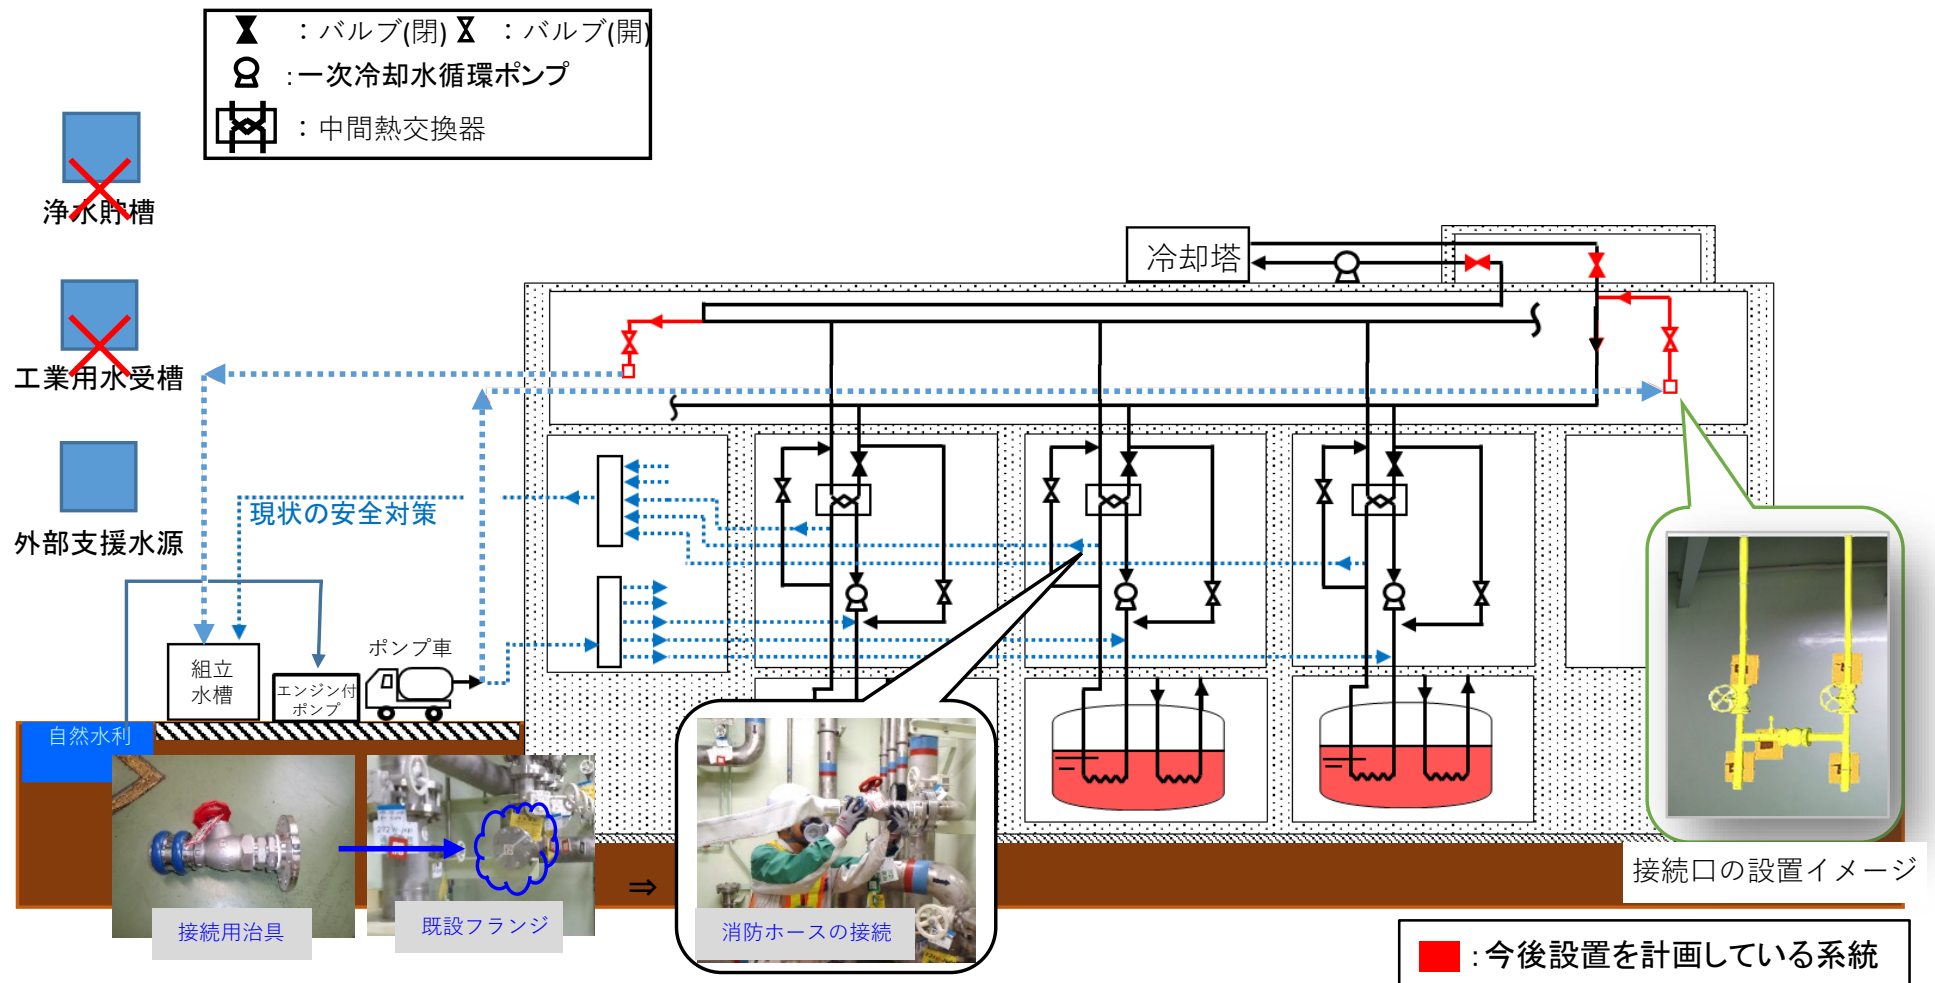 ：バルブ(閉) ：バルブ(開)
：一次冷却水循環ポンプ
：中間熱交換器
浄水貯槽
工業用水受槽
外部支援水源
冷却塔
現状の安全対策
組立
水槽
エンジン付
ポンプ
ポンプ車
自然水利
接続用治具
既設フランジ
⇒
消防ホースの接続
接続口の設置イメージ
：今後設置を計画している系統